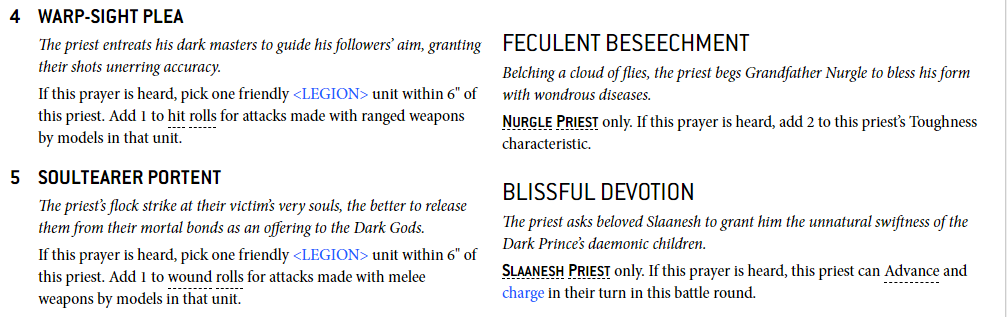 4 WARP-SIGHT PLEA
The priest entreats his dark masters to guide his followers' aim, granting
their shots unerring accuracy.
If this prayer is heard, pick one friendly <LEGION> unit within 6" of
this priest. Add 1 to hit rolls for attacks made with ranged weapons
by models in that unit.
5 SOULTEARER PORTENT
The priest's flock strike at their victim's very souls, the better to release
them from their mortal bonds as an offering to the Dark Gods.
If this prayer is heard, pick one friendly <LEGION> unit within 6" of
this priest. Add 1 to wound rolls for attacks made with melee
weapons by models in that unit.
FECULENT BESEECHMENT
Belching a cloud of flies, the priest begs Grandfather Nurgle to bless his form
with wondrous diseases.
NURGLE PRIEST only. If this prayer is heard, add 2 to this priest's Toughness
characteristic.
BLISSFUL DEVOTION
The priest asks beloved Slaanesh to grant him the unnatural swiftness of the
Dark Prince's daemonic children.
SLAANESH PRIEST only. If this prayer is heard, this priest can Advance and
charge in their turn in this battle round.